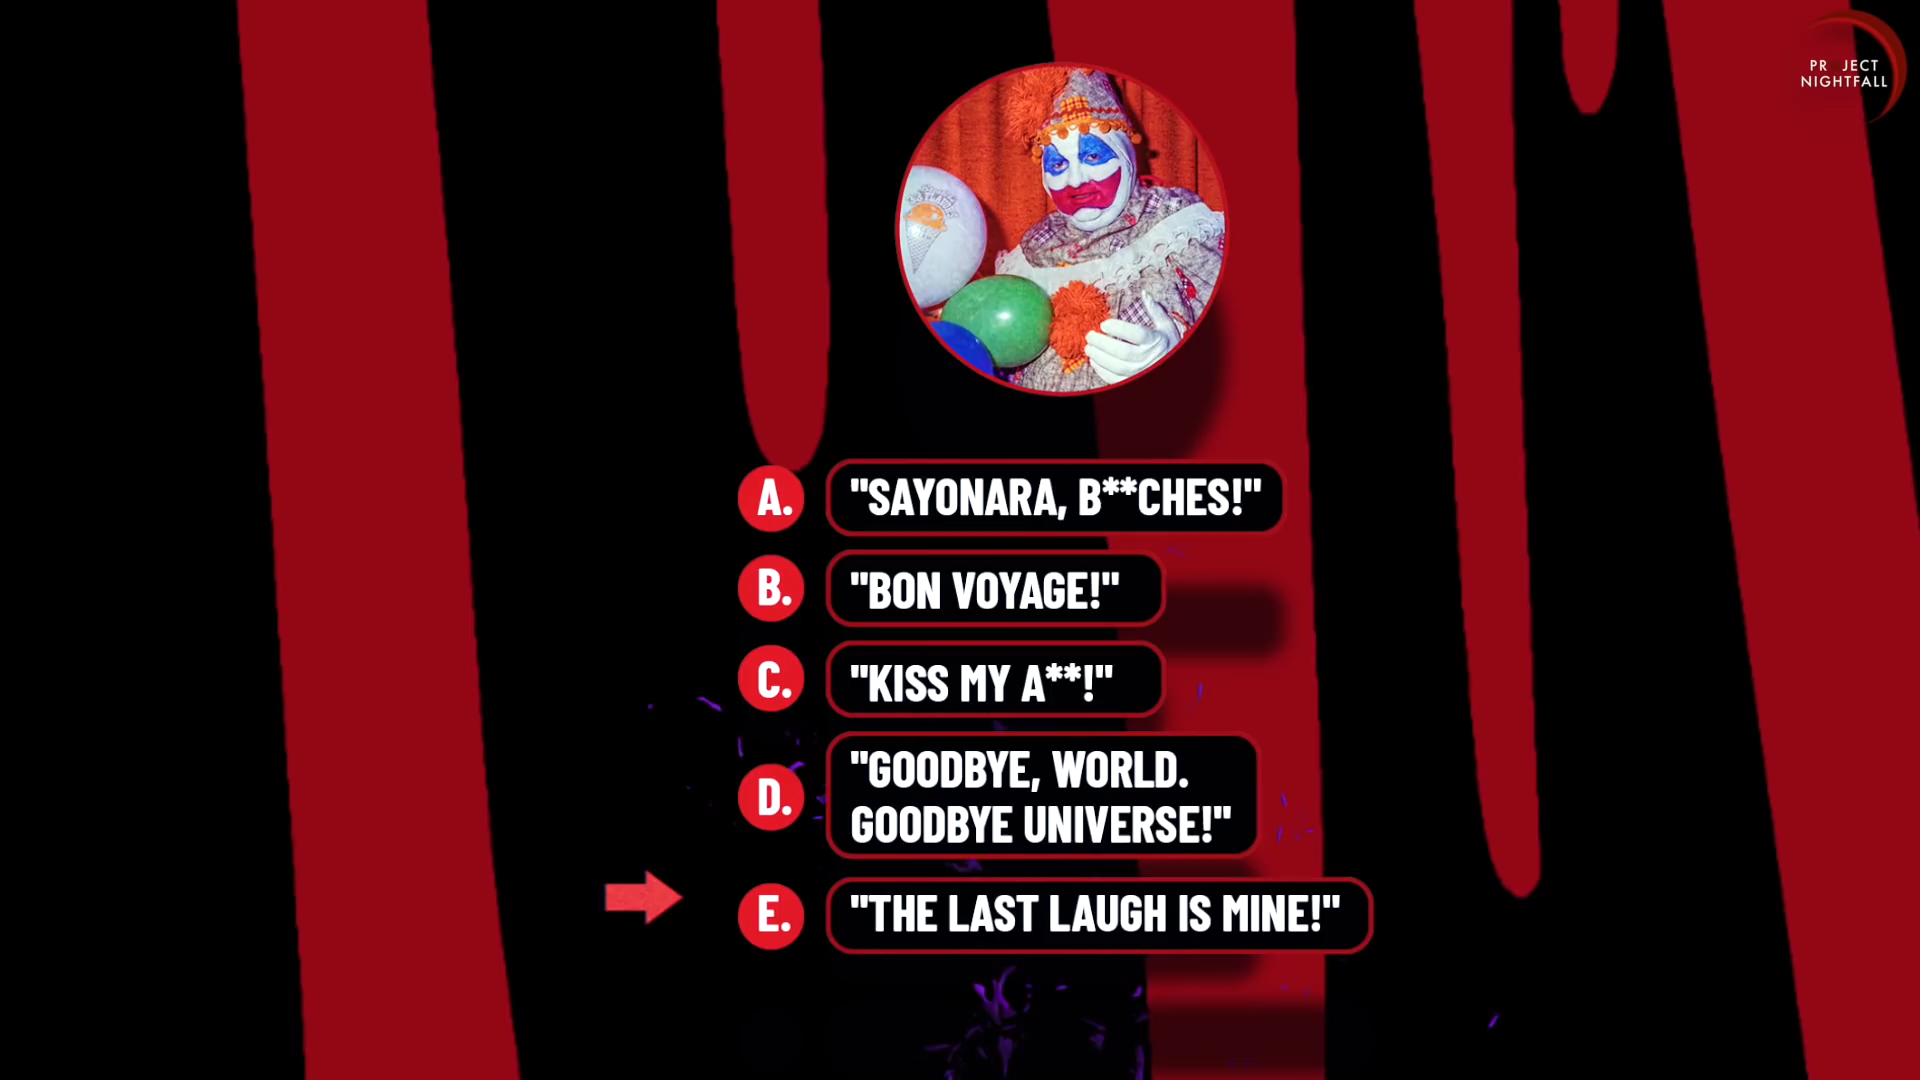 PR JECT
NIGHTFALL
A. "SAYONARA, B**CHES!"
B. "BON VOYAGE!"
C. "KISS MY A**!"
D. "GOODBYE, WORLD.
GOODBYE UNIVERSE!"
E. "THE LAST LAUGH IS MINE!"